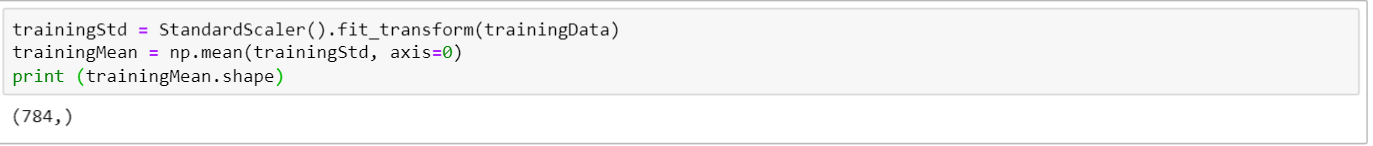 trainingStd = StandardScaler().fit_transform(trainingData)
trainingMean = np.mean(trainingStd, axis=0)
print (trainingMean.shape)
(784,)